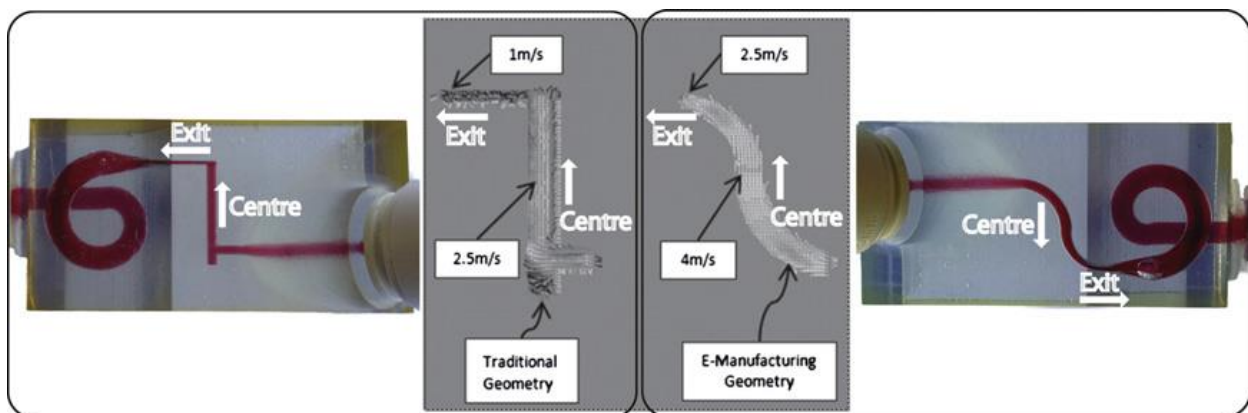 Exit
Centre
1m/s
Exit
Centre
2.5m/s
Traditional
Geometry
2.5m/s
Exit
Centre
4m/s
E-Manufacturing
Geometry
Centre
Exit